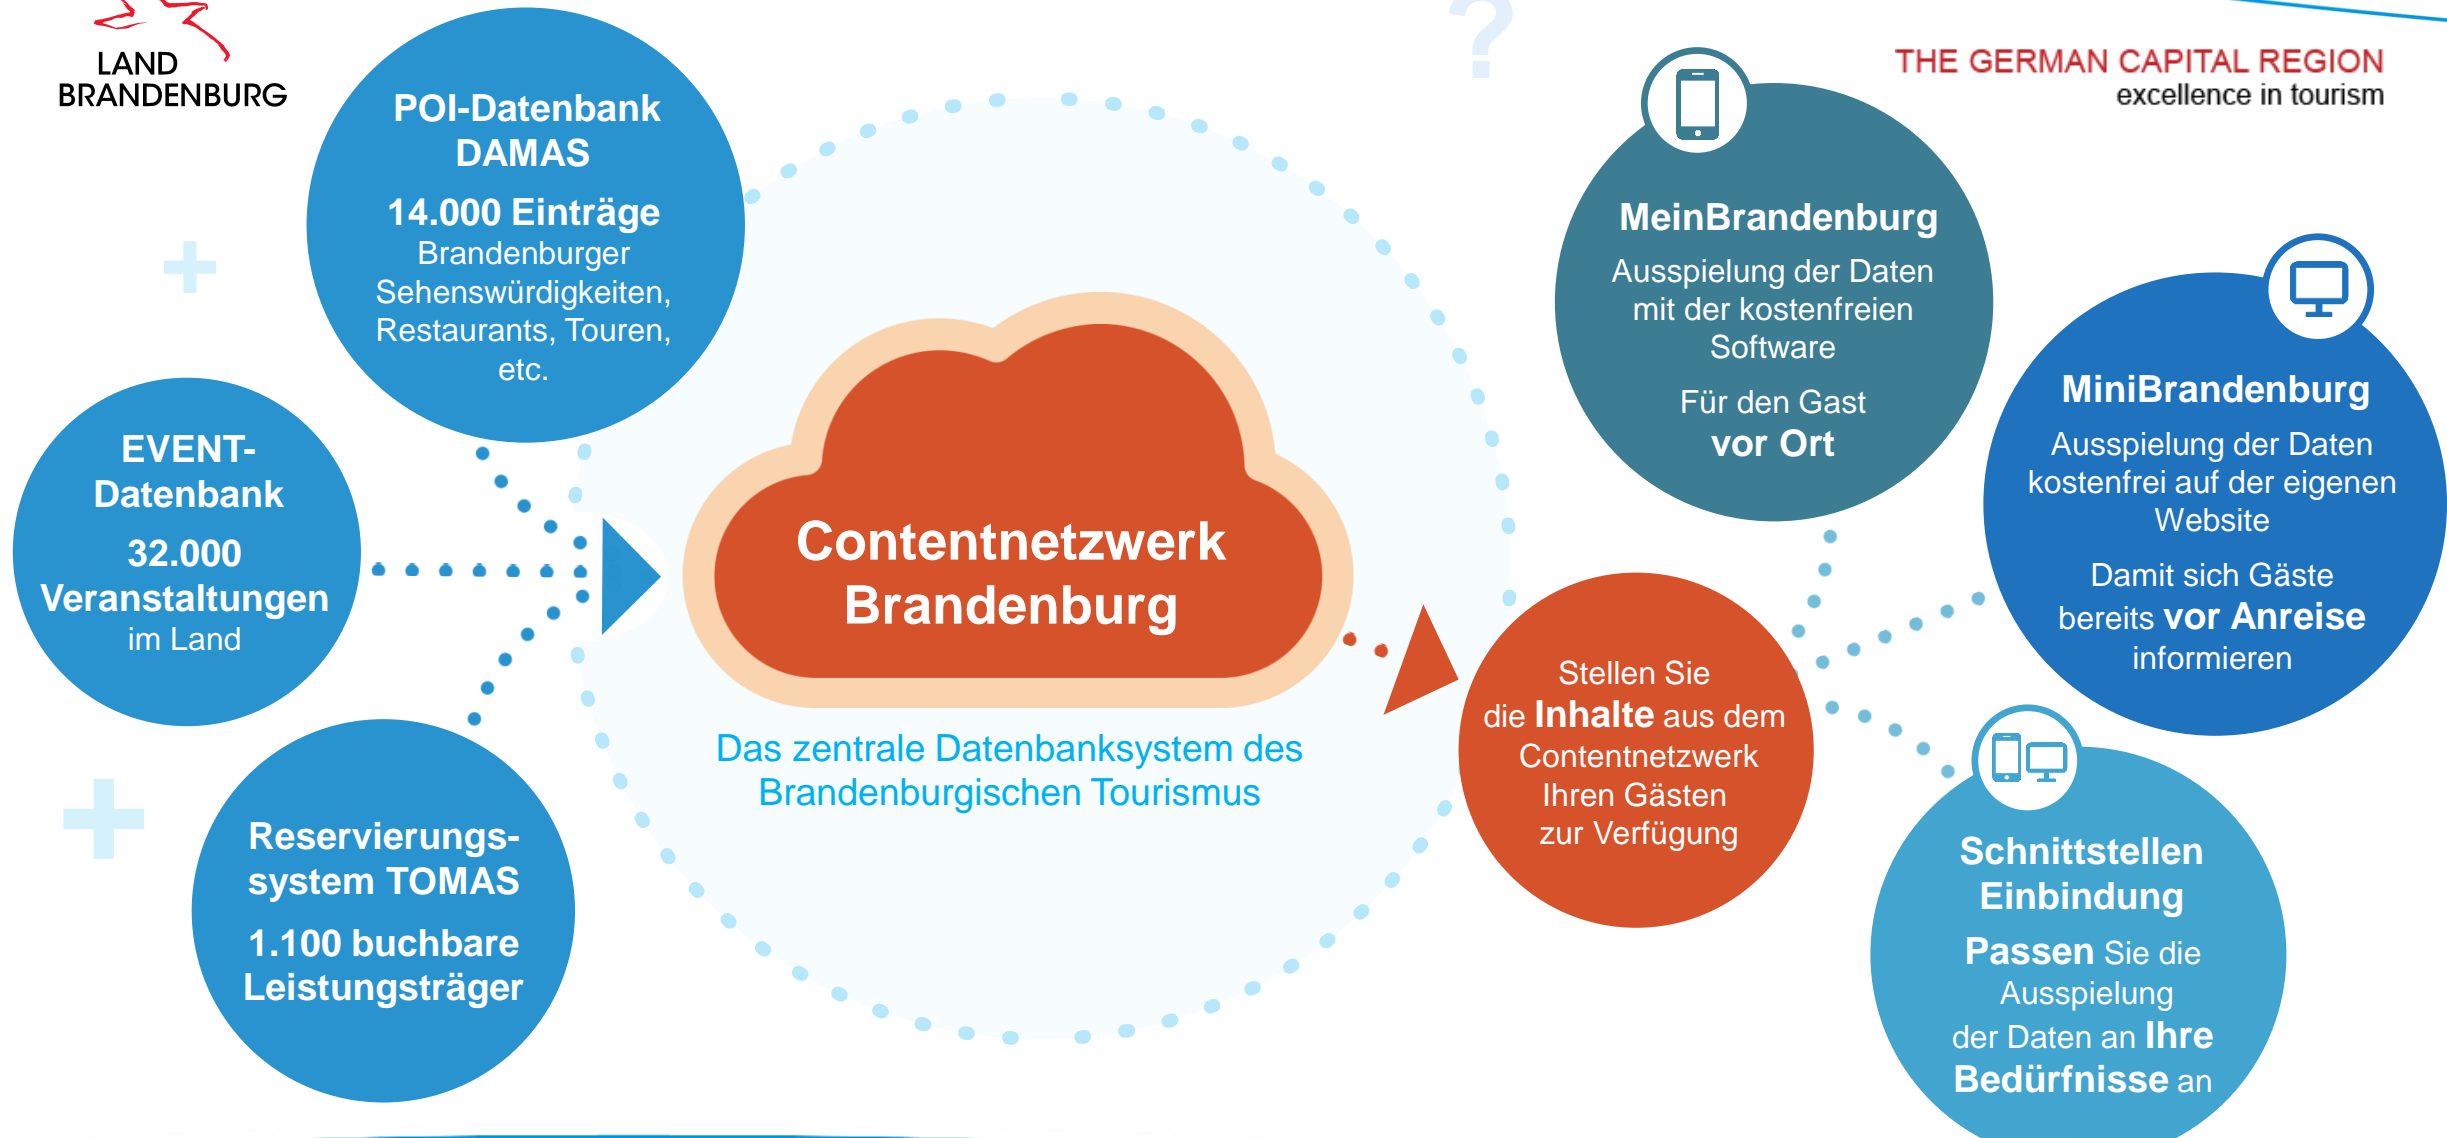 LAND
BRANDENBURG
THE GERMAN CAPITAL REGION
excellence in tourism
?
POI-Datenbank
DAMAS
14.000 Einträge
Brandenburger
Sehenswürdigkeiten,
Restaurants, Touren,
etc.
EVENT-
Datenbank
32.000
Veranstaltungen
im Land
Reservierungs-
system TOMAS
1.100 buchbare
Leistungsträger
Contentnetzwerk
Brandenburg
Das zentrale Datenbanksystem des
Brandenburgischen Tourismus
Stellen Sie
die Inhalte aus dem
Contentnetzwerk
Ihren Gästen
zur Verfügung
MeinBrandenburg
Ausspielung der Daten
mit der kostenfreien
Software
Für den Gast
vor Ort
MiniBrandenburg
Ausspielung der Daten
kostenfrei auf der eigenen
Website
Damit sich Gäste
bereits vor Anreise
informieren
Schnittstellen
Einbindung
Passen Sie die
Ausspielung
der Daten an Ihre
Bedürfnisse an